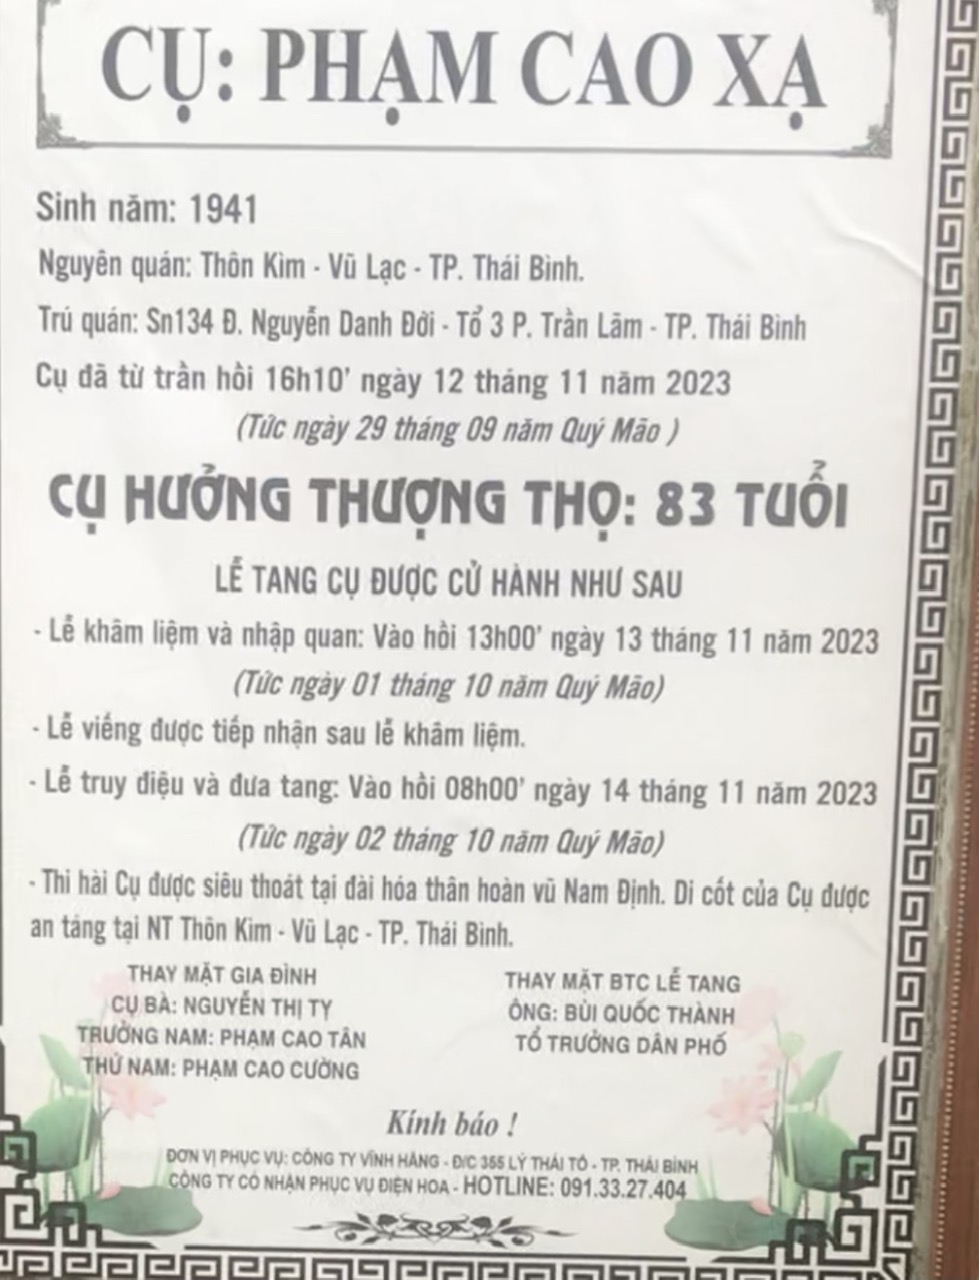 CỤ: PHẠM CAO XẠ
Sinh năm: 1941
Nguyên quán: Thôn Kìm - Vũ Lạc - TP. Thái Bình.
Trú quán: Sn134 Đ. Nguyễn Danh Đới - Tổ 3 P. Trần Lãm - TP. Thái Bình
Cụ đã từ trần hồi 16h10' ngày 12 tháng 11 năm 2023
(Tức ngày 29 tháng 09 năm Quý Mão )
CỤ HƯỞNG THƯỢNG THỌ: 83 TUỔI
LỄ TANG CỤ ĐƯỢC CỬ HÀNH NHƯ SAU
- Lễ khâm liệm và nhập quan: Vào hồi 13h00' ngày 13 tháng 11 năm 2023
(Tức ngày 01 tháng 10 năm Quý Mão)
- Lễ viếng được tiếp nhận sau lễ khâm liệm.
- Lễ truy điệu và đưa tang: Vào hồi 08h00' ngày 14 tháng 11 năm 2023
(Tức ngày 02 tháng 10 năm Quý Mão)
- Thi hài Cụ được siêu thoát tại đài hóa thân hoàn vũ Nam Định. Di cốt của Cụ được
an táng tại NT Thôn Kìm - Vũ Lạc - TP. Thái Bình.
THAY MẶT GIA ĐÌNH
CỤ BÀ: NGUYỄN THỊ TY
TRƯỞNG NAM: PHẠM CAO TÂN
THỨ NAM: PHẠM CAO CƯỜNG
THAY MẶT BTC LỄ TANG
ÔNG: BÙI QUỐC THÀNH
TỔ TRƯỞNG DÂN PHỐ
Kính báo !
ĐƠN VỊ PHỤC VỤ: CÔNG TY VĨNH HẰNG - Đ/C 355 LÝ THÁI TỔ - TP. THÁI BÌNH
CÔNG TY CÓ NHẬN PHỤC VỤ ĐIỆN HOA - HOTLINE: 091.33.27.404